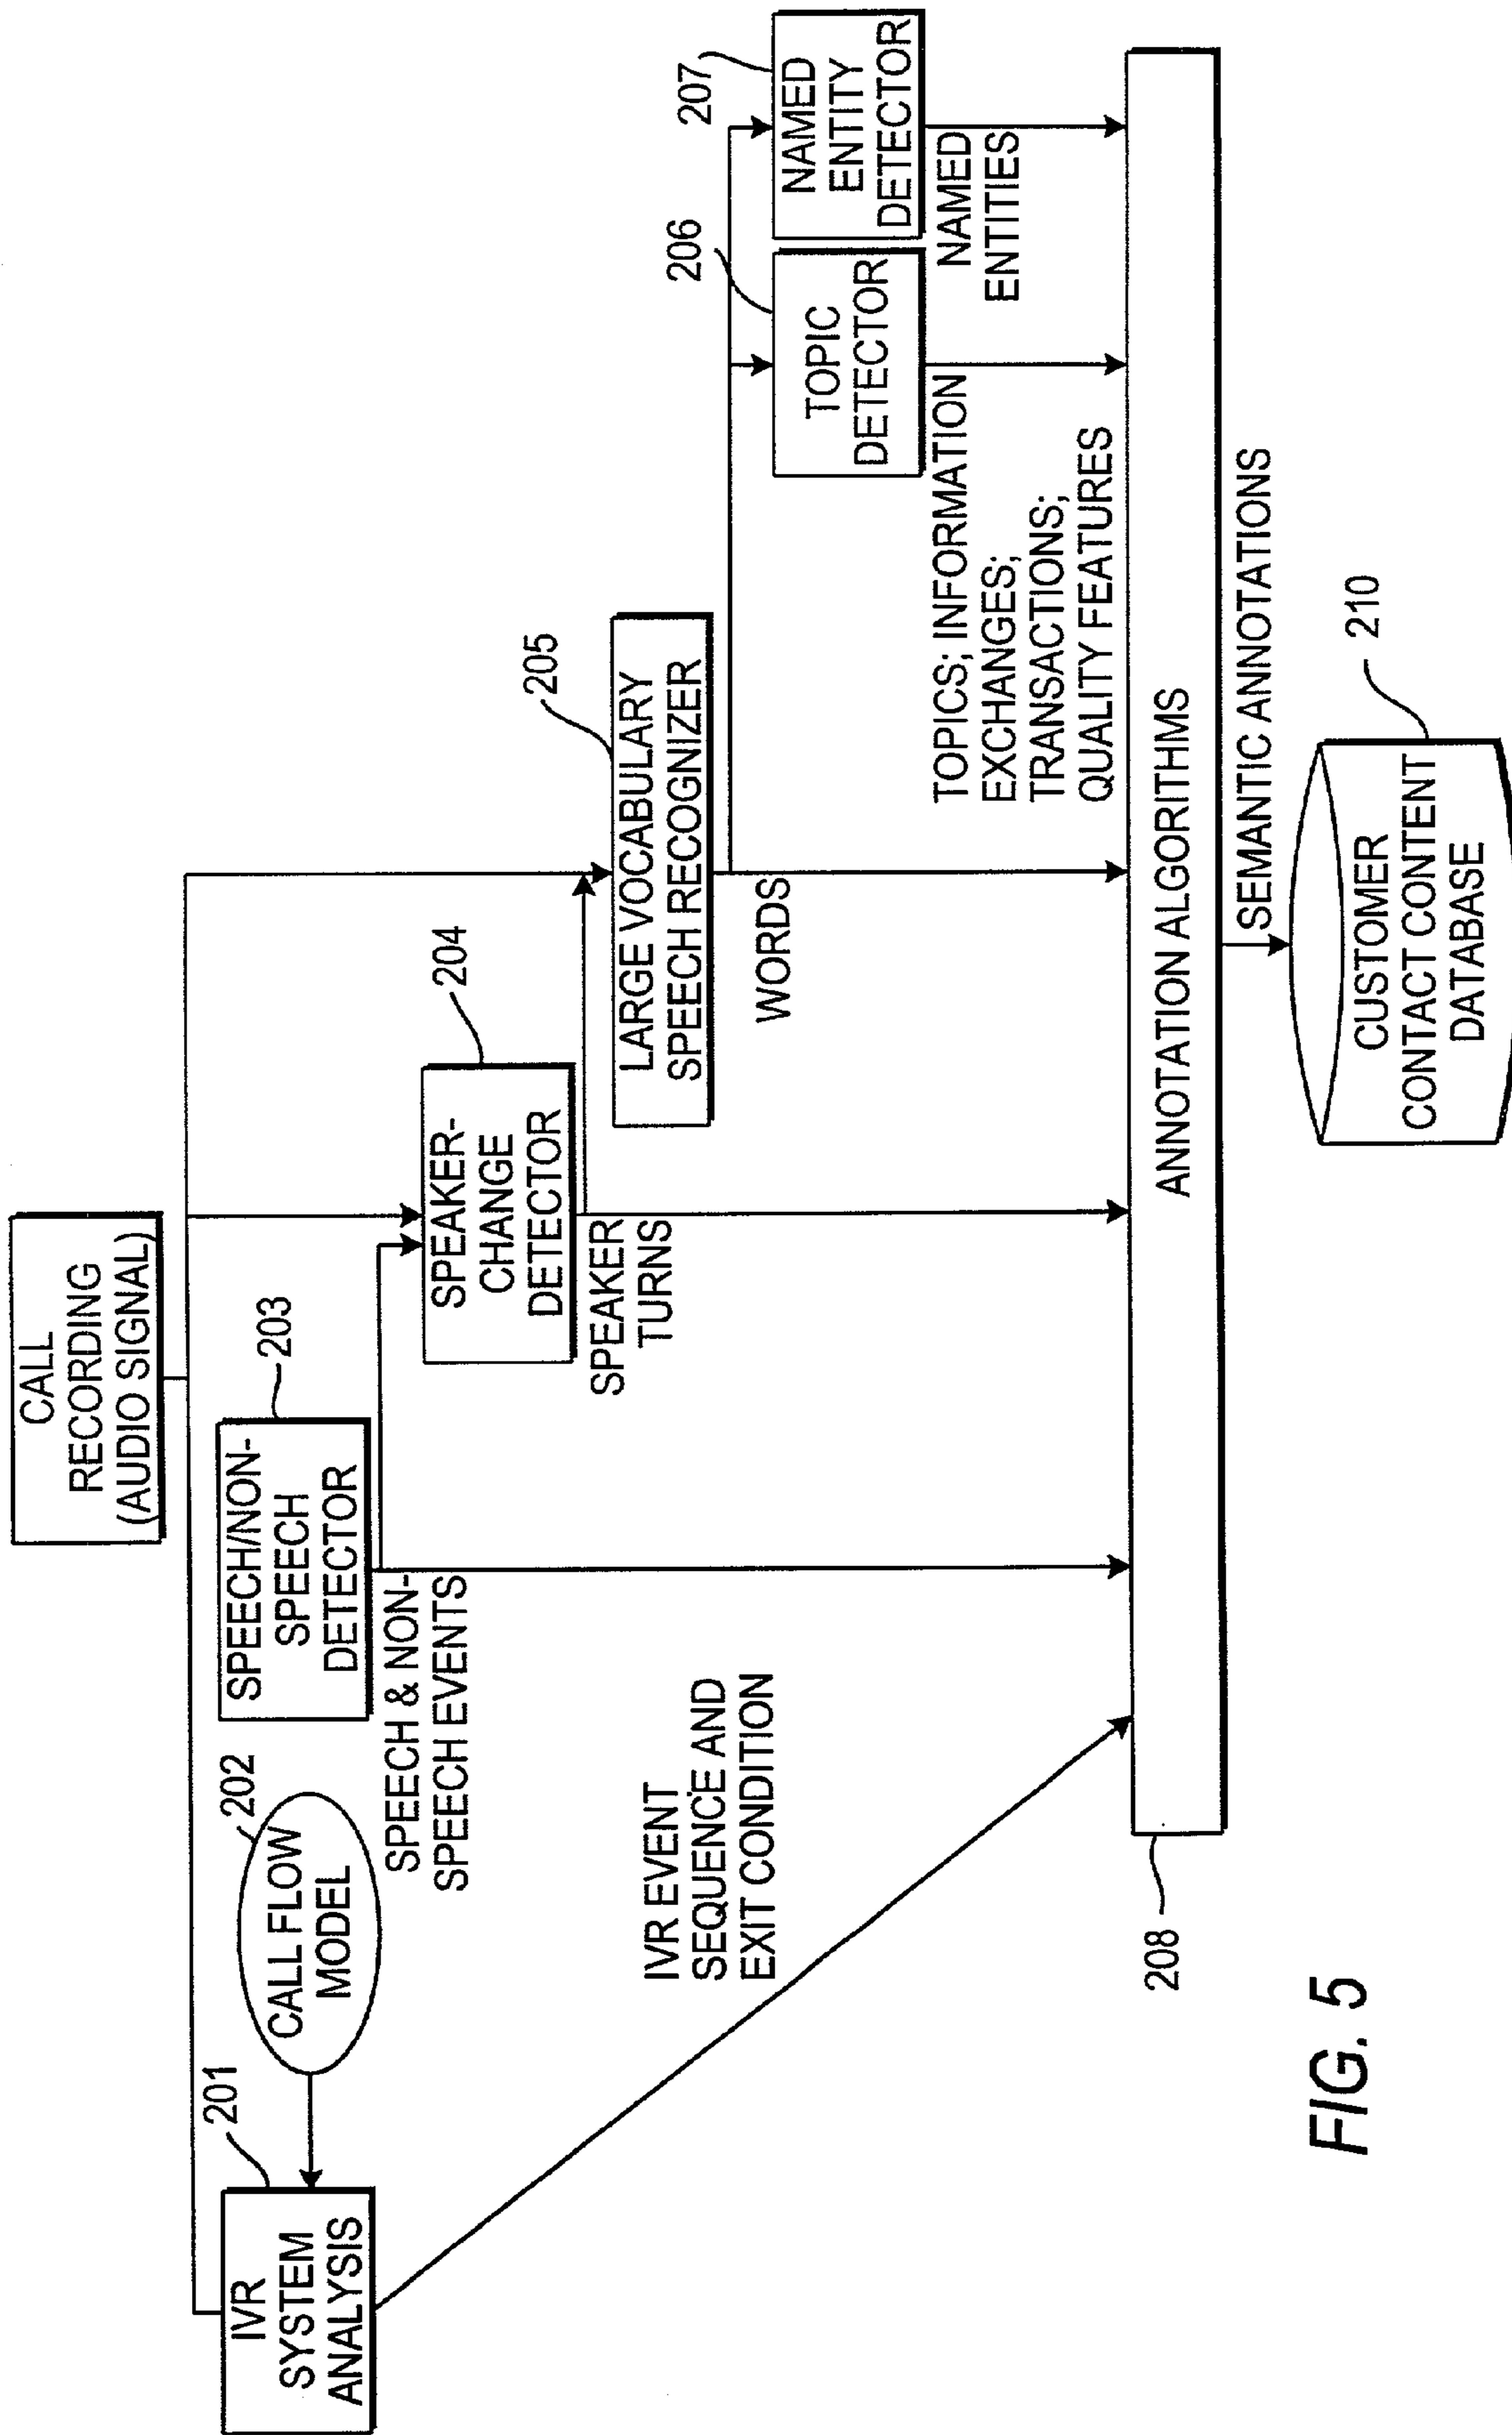 CALL
RECORDING
(AUDIO SIGNAL)
201
IVR
SYSTEM
ANALYSIS
202
CALL FLOW
MODEL
203
SPEECH/NON-
SPEECH
DETECTOR
SPEECH & NON-
SPEECH EVENTS
204
SPEAKER-
CHANGE
DETECTOR
SPEAKER
TURNS
205
LARGE VOCABULARY
SPEECH RECOGNIZER
WORDS
206
TOPIC
DETECTOR
207
NAMED
ENTITY
DETECTOR
IVR EVENT
SEQUENCE AND
EXIT CONDITION
TOPICS; INFORMATION
EXCHANGES;
TRANSACTIONS;
QUALITY FEATURES
NAMED
ENTITIES
208
ANNOTATION ALGORITHMS
SEMANTIC ANNOTATIONS
210
CUSTOMER
CONTACT CONTENT
DATABASE
FIG. 5